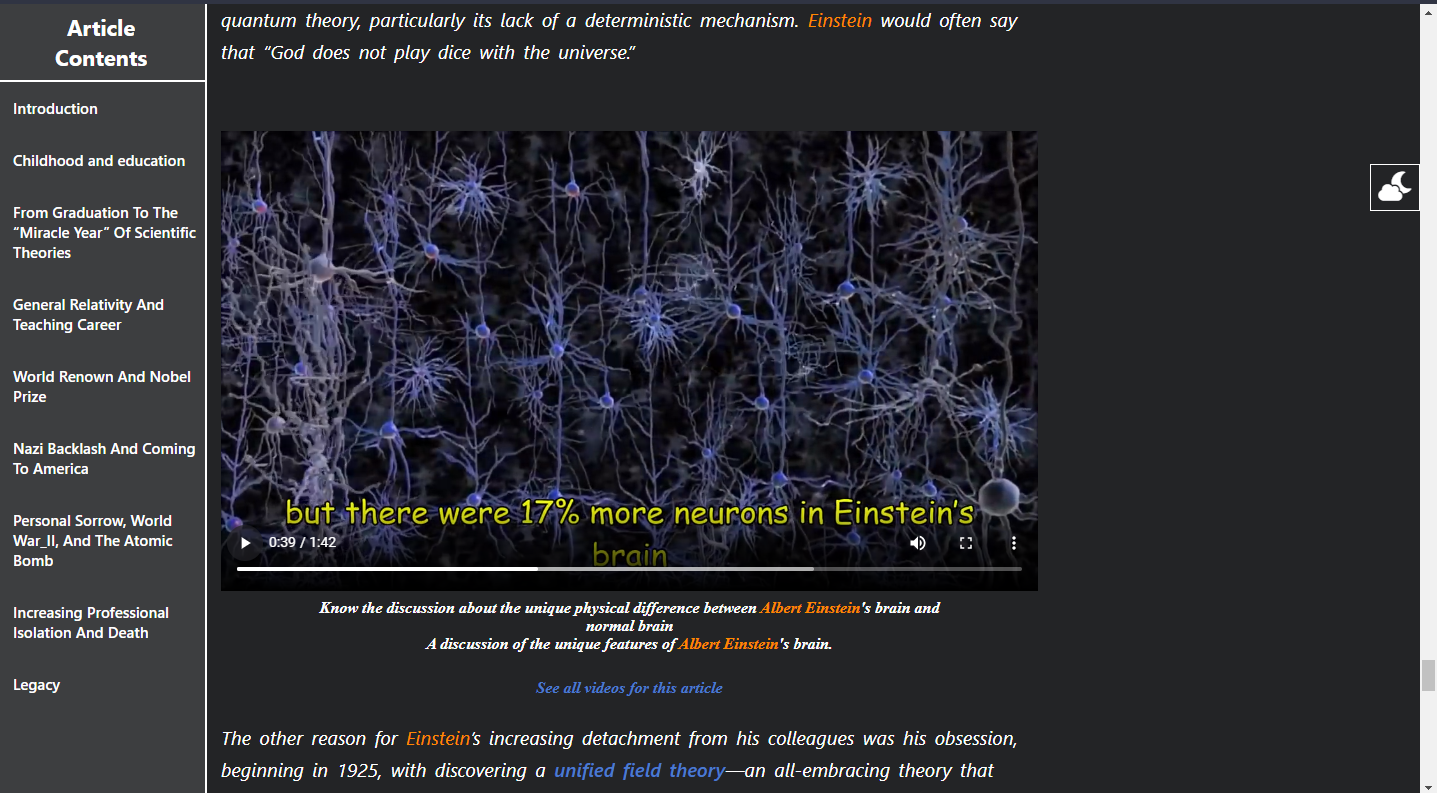 Article
Contents
Introduction
Childhood and education
From Graduation To The
“Miracle Year” Of Scientific
Theories
General Relativity And
Teaching Career
World Renown And Nobel
Prize
Nazi Backlash And Coming
To America
Personal Sorrow, World
War_II, And The Atomic
Bomb
Increasing Professional
Isolation And Death
Legacy
quantum theory, particularly its lack of a deterministic mechanism. Einstein would often say
that “God does not play dice with the universe.”
but there were 17% more neurons in Einstein's
brain
0:39 / 1:42
Know the discussion about the unique physical difference between Albert Einstein's brain and
normal brain
A discussion of the unique features of Albert Einstein's brain.
See all videos for this article
The other reason for Einstein’s increasing detachment from his colleagues was his obsession,
beginning in 1925, with discovering a unified field theory—an all-embracing theory that